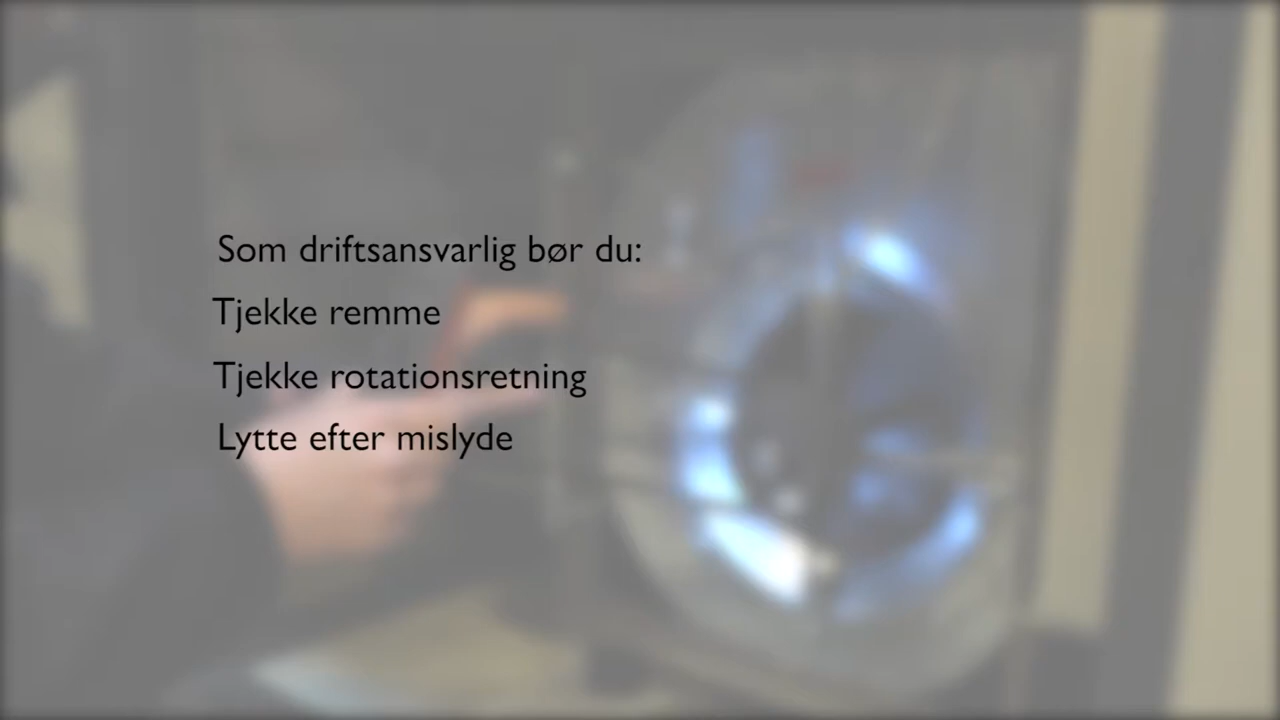 Som driftsansvarlig bør du:
Tjekke remme
Tjekke rotationsretning
Lytte efter mislyde